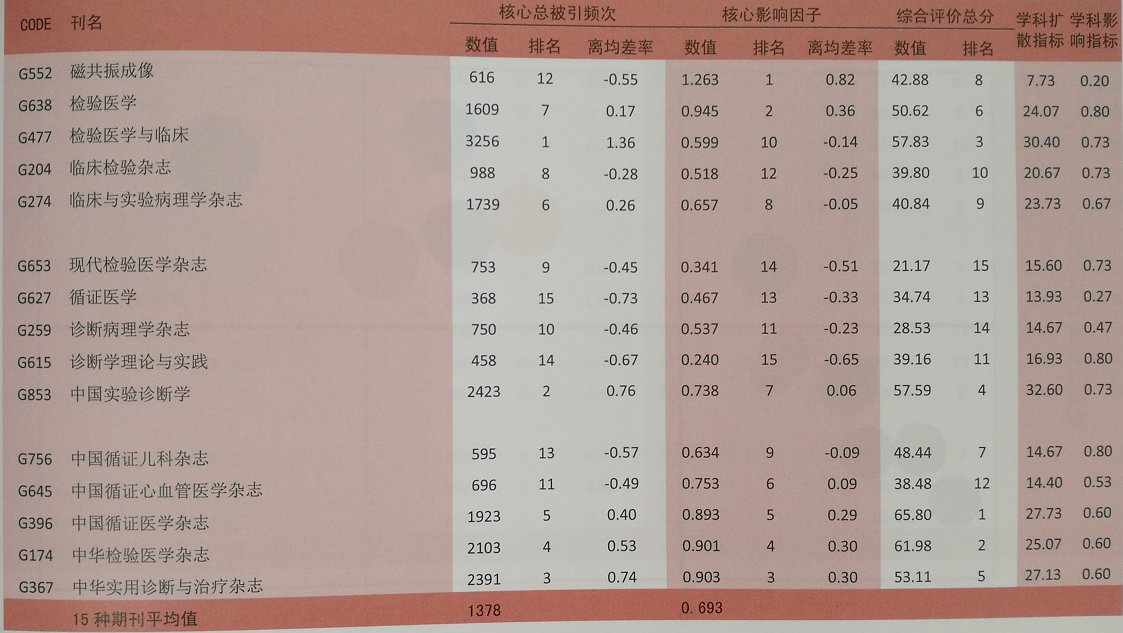 CODE 刊名 核心总被引频次 核心影响因子 综合评价总分 学科扩散指标 学科影响指标
数值 排名 离均差率 数值 排名 离均差率 数值 排名
G552 磁共振成像 616 12 -0.55 1.263 1 0.82 42.88 8 7.73 0.20
G638 检验医学 1609 7 0.17 0.945 2 0.36 50.62 6 24.07 0.80
G477 检验医学与临床 3256 1 1.36 0.599 10 -0.14 57.83 3 30.40 0.73
G204 临床检验杂志 988 8 -0.28 0.518 12 -0.25 39.80 10 20.67 0.73
G274 临床与实验病理学杂志 1739 6 0.26 0.657 8 -0.05 40.84 9 23.73 0.67
G653 现代检验医学杂志 753 9 -0.45 0.341 14 -0.51 21.17 15 15.60 0.73
G627 循证医学 368 15 -0.73 0.467 13 -0.33 34.74 13 13.93 0.27
G259 诊断病理学杂志 750 10 -0.46 0.537 11 -0.23 28.53 14 14.67 0.47
G615 诊断学理论与实践 458 14 -0.67 0.240 15 -0.65 39.16 11 16.93 0.80
G853 中国实验诊断学 2423 2 0.76 0.738 7 0.06 57.59 4 32.60 0.73
G756 中国循证儿科杂志 595 13 -0.57 0.634 9 -0.09 48.44 7 14.67 0.80
G645 中国循证心血管医学杂志 696 11 -0.49 0.753 6 0.09 38.48 12 14.40 0.53
G396 中国循证医学杂志 1923 5 0.40 0.893 5 0.29 65.80 1 27.73 0.60
G174 中华检验医学杂志 2103 4 0.53 0.901 4 0.30 61.98 2 25.07 0.60
G367 中华实用诊断与治疗杂志 2391 3 0.74 0.903 3 0.30 53.11 5 27.13 0.60
15 种期刊平均值 1378 0.693